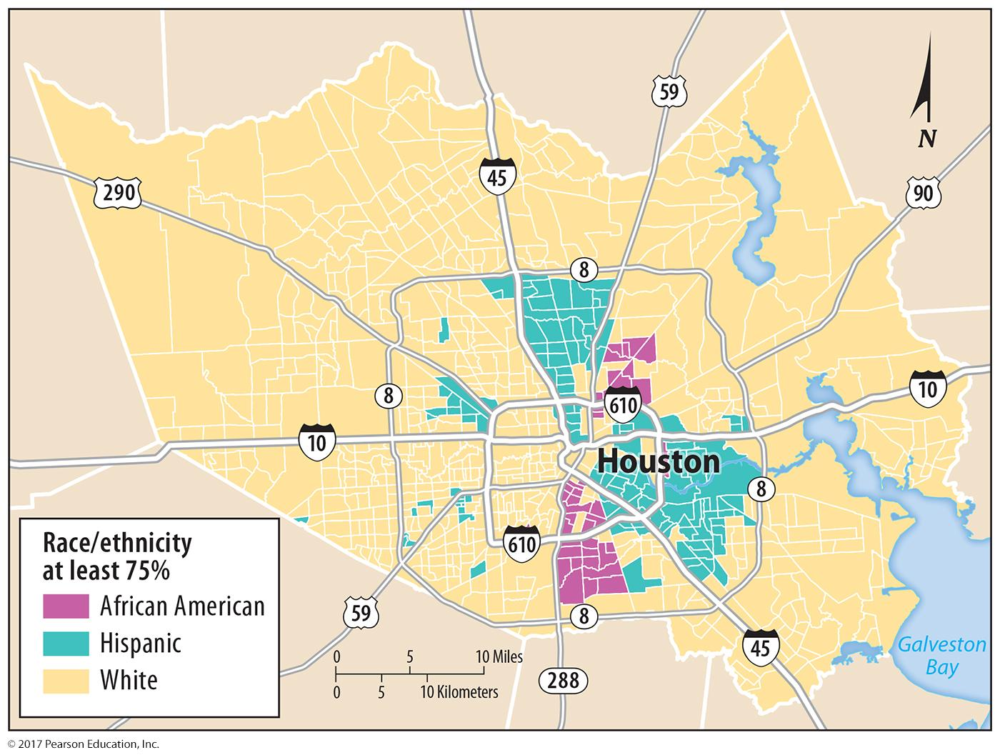 59
N
45
90
290
8
10
8
610
10
Houston
8
Race/ethnicity
at least 75%
African American
Hispanic
White
610
59
8
0 5 10 Miles
0 5 10 Kilometers
288
45
Galveston
Bay
© 2017 Pearson Education, Inc.